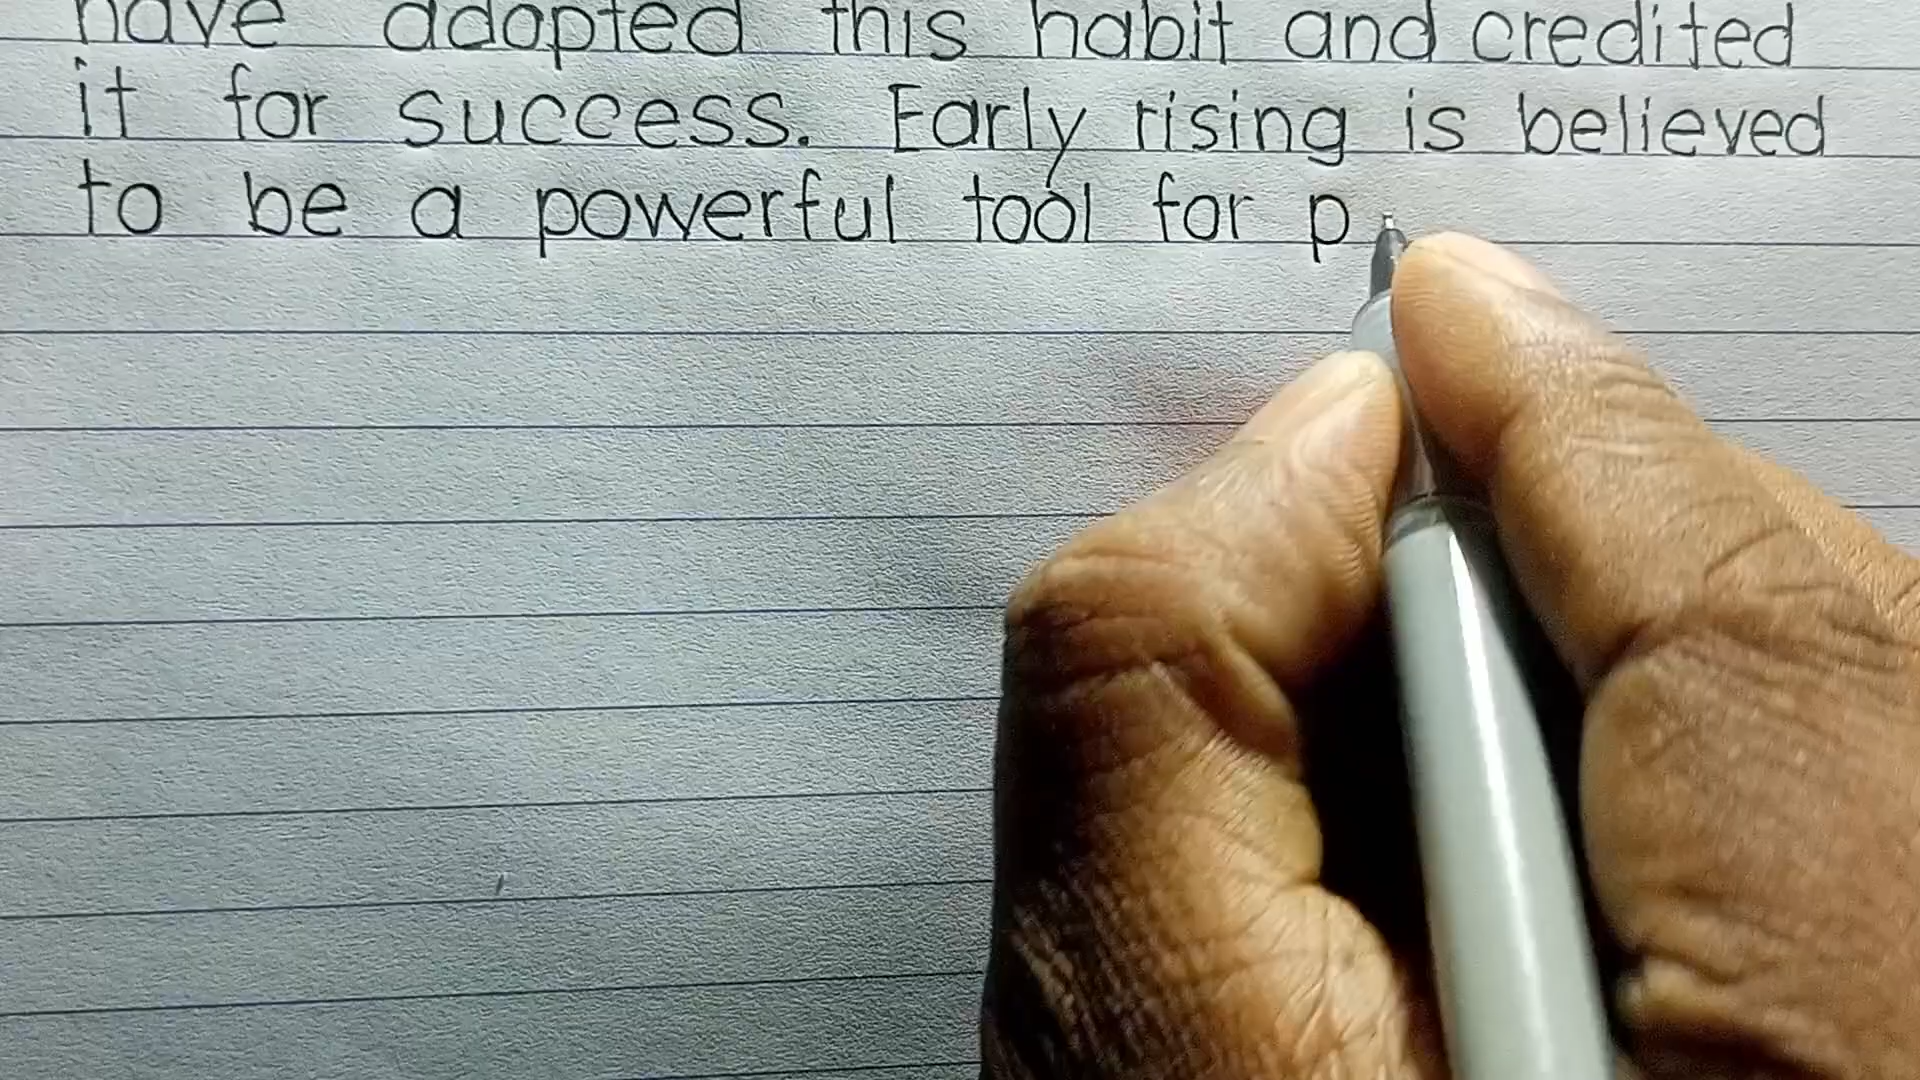 have adopted this habit and credited
it for success. Early rising is believed
to be a powerful tool for p